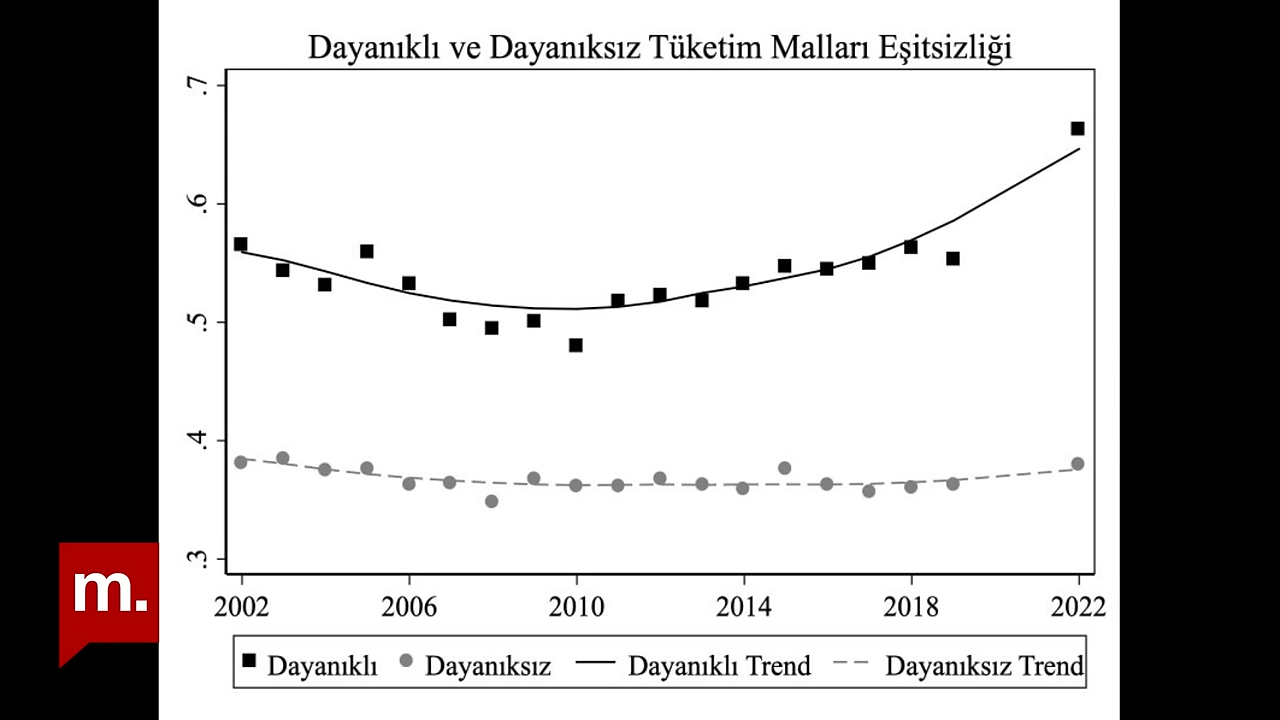 Dayanıklı ve Dayanıksız Tüketim Malları Eşitsizliği
.7
.6
.5
.4
.3
2002 2006 2010 2014 2018 2022
Dayanıklı Dayanıksız Dayanıklı Trend Dayanıksız Trend
m.